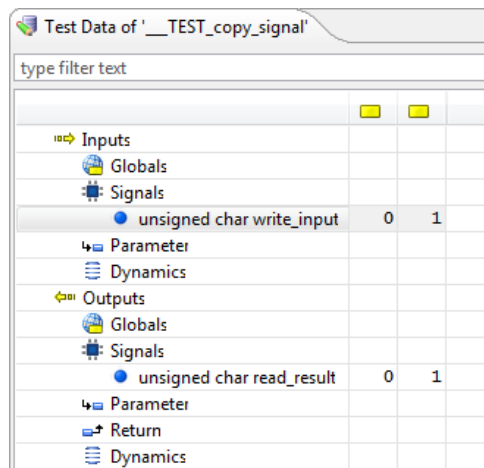 Test Data of '___TEST_copy_signal'
type filter text
Inputs
Globals
Signals
unsigned char write_input 0 1
Parameter
Dynamics
Outputs
Globals
Signals
unsigned char read_result 0 1
Parameter
Return
Dynamics